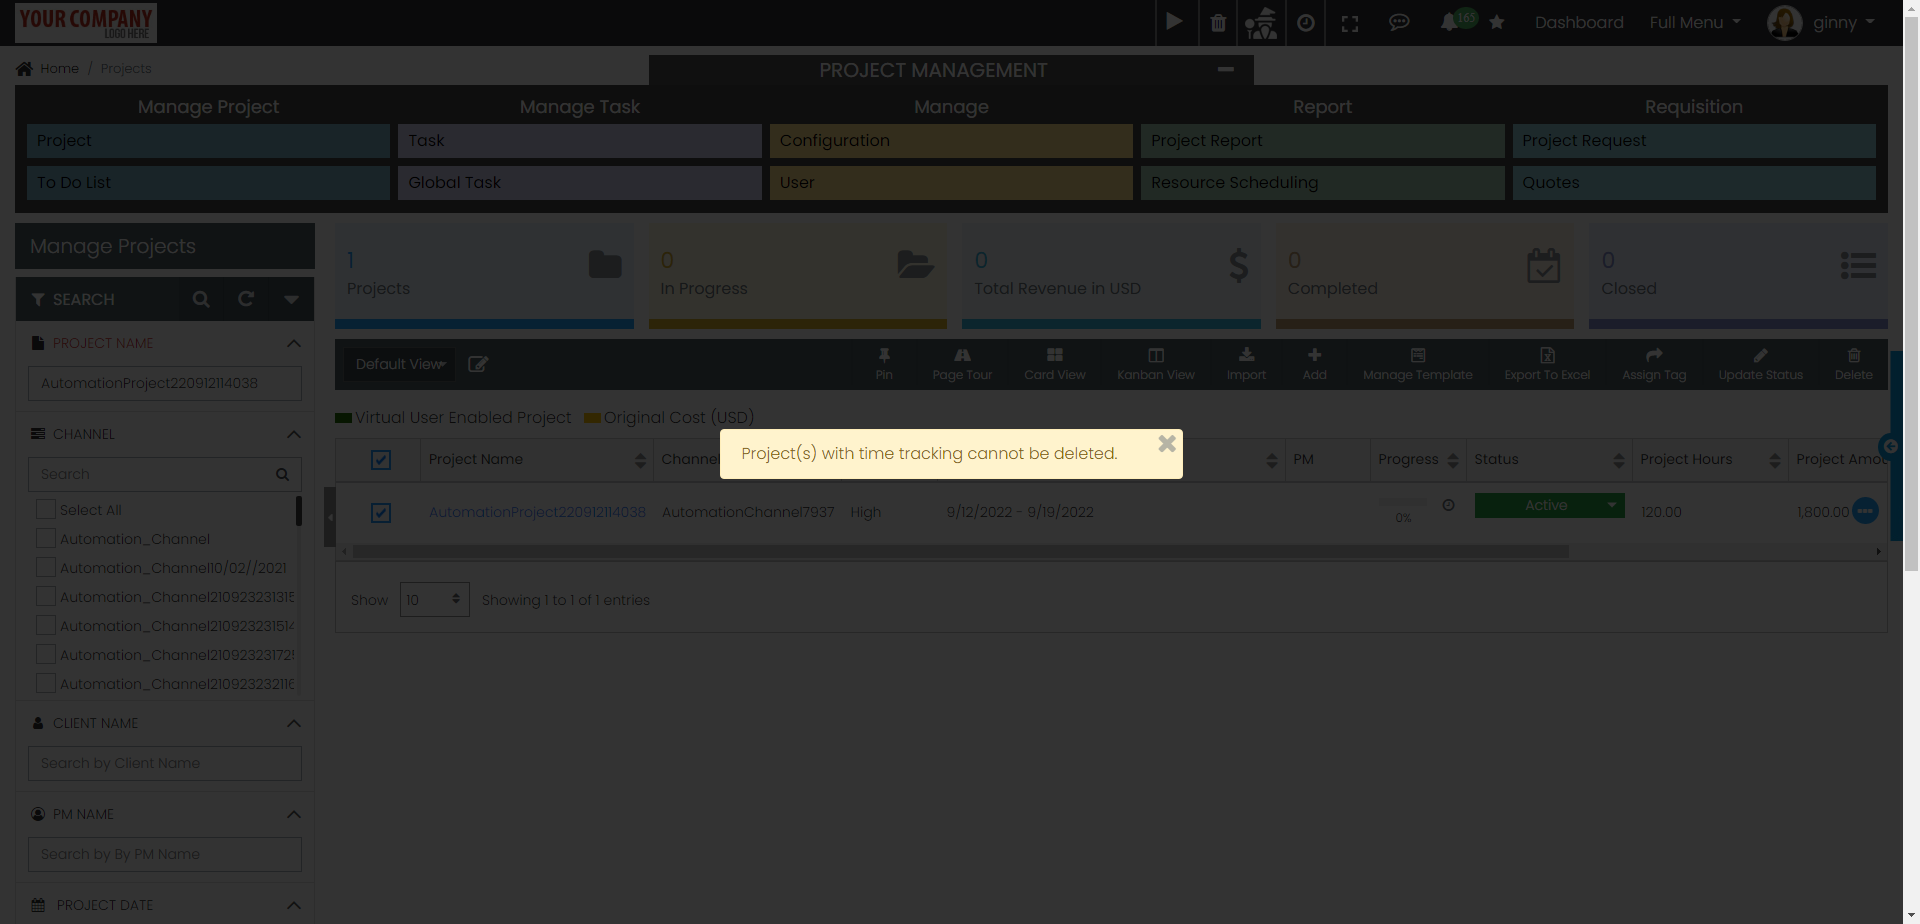 YOUR COMPANY
LOGO HERE
165
Dashboard
Full Menu
ginny
Home / Projects
PROJECT MANAGEMENT
Manage Project
Manage Task
Manage
Report
Requisition
Project
Task
Configuration
Project Report
Project Request
To Do List
Global Task
User
Resource Scheduling
Quotes
Manage Projects
1
Projects
0
In Progress
0
Total Revenue in USD
0
Completed
0
Closed
SEARCH
PROJECT NAME
AutomationProject220912114038
CHANNEL
Search
Select All
Automation_Channel
Automation_Channel10/02//2021
Automation_Channel210923231315
Automation_Channel210923231514
Automation_Channel210923231725
Automation_Channel210923232116
CLIENT NAME
Search by Client Name
PM NAME
Search by By PM Name
PROJECT DATE
Default View
Pin
Page Tour
Card View
Kanban View
Import
Add
Manage Template
Export To Excel
Assign Tag
Update Status
Delete
Virtual User Enabled Project
Original Cost (USD)
Project Name
Channel
PM
Progress
Status
Project Hours
Project Amou
Project(s) with time tracking cannot be deleted.
AutomationProject220912114038
AutomationChannel7937
High
9/12/2022 - 9/19/2022
0%
Active
120.00
1,800.00
Show
10
Showing 1 to 1 of 1 entries